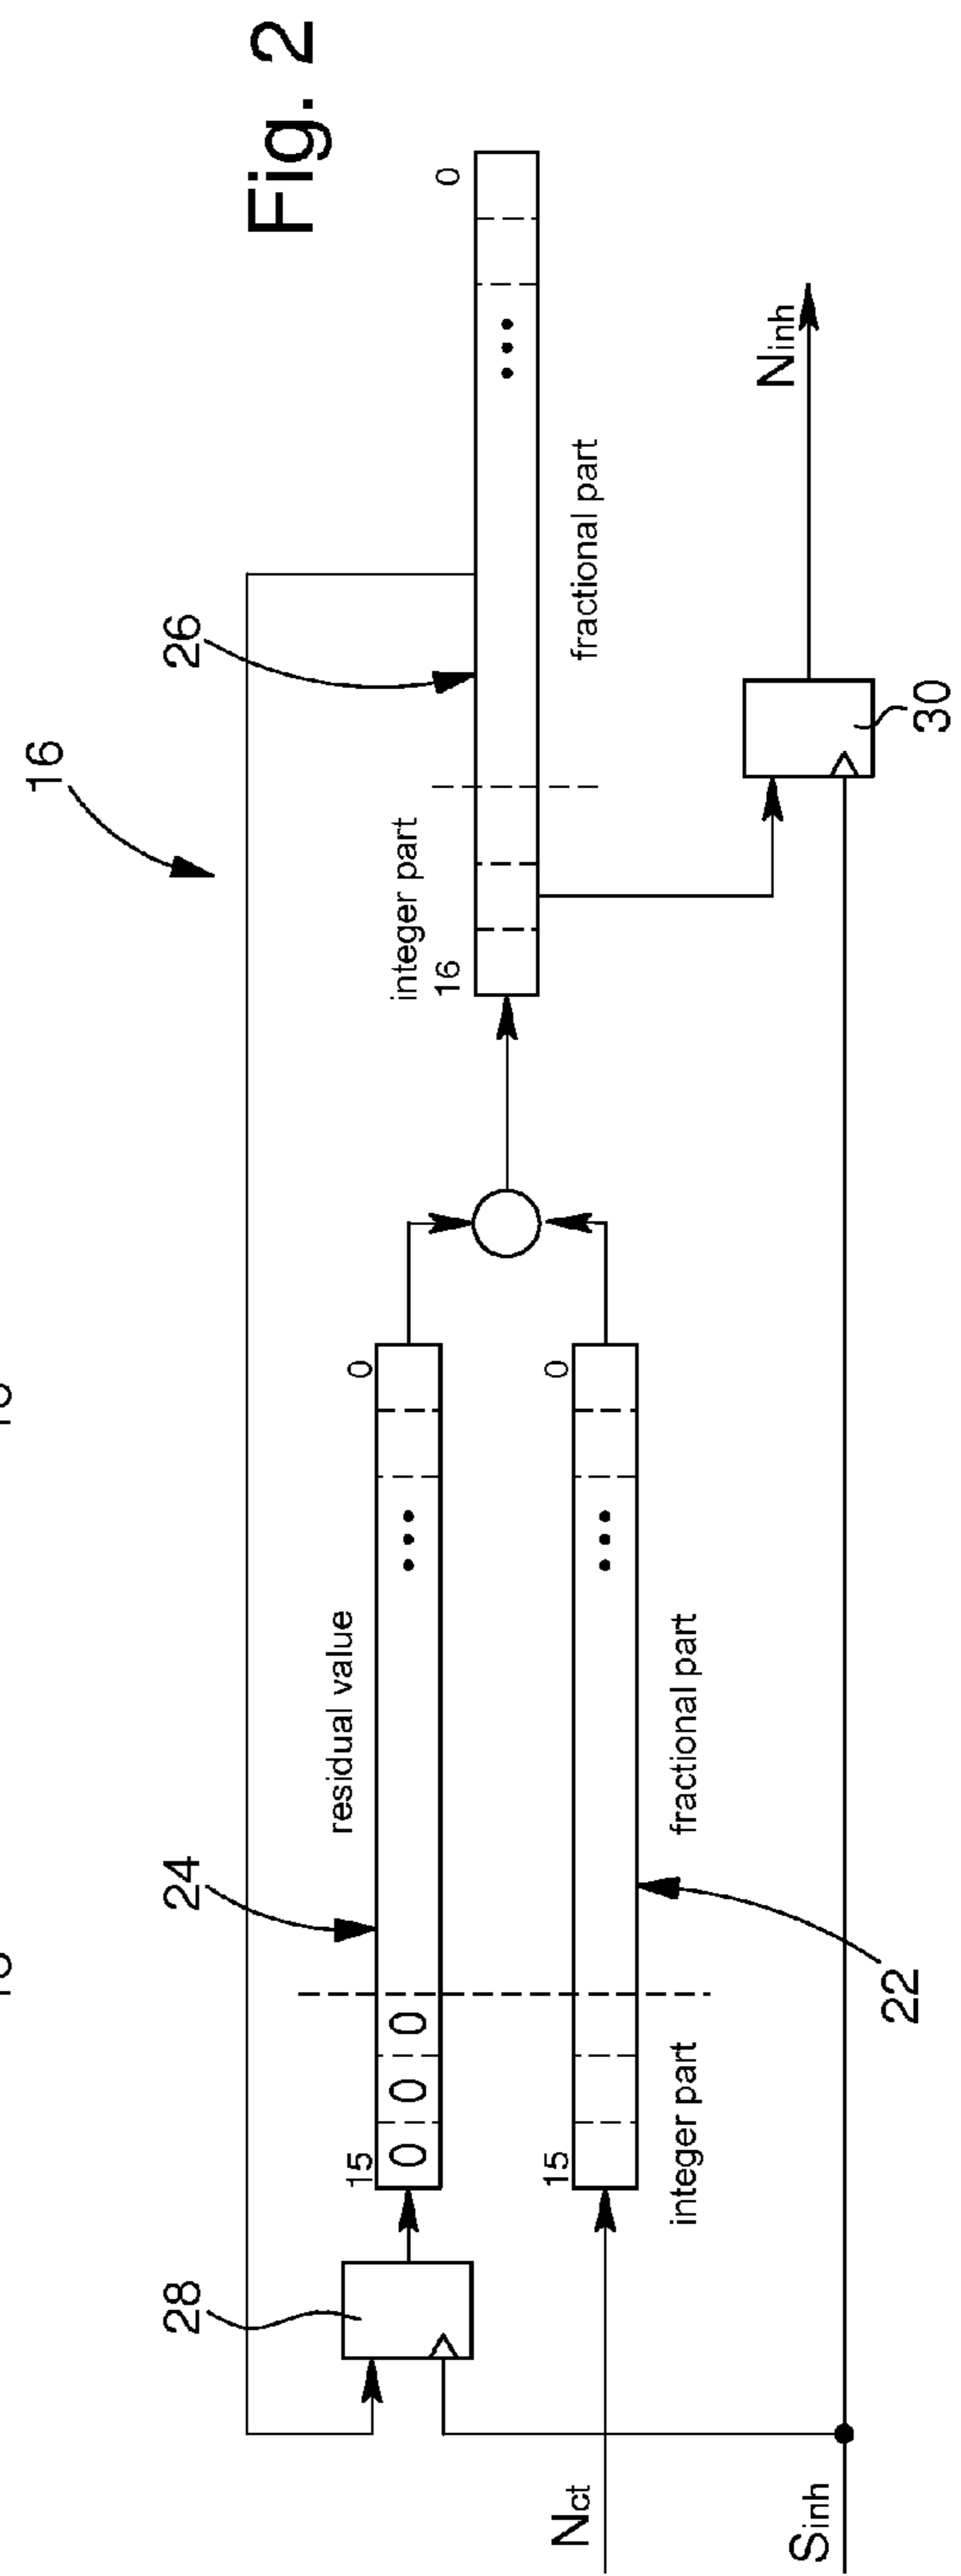 Fig. 2
16
26
integer part
16
0
fractional part
30
Ninh
28
24
residual value
15
0 0 0
0
15
0
integer part
fractional part
22
Nct
Sinh